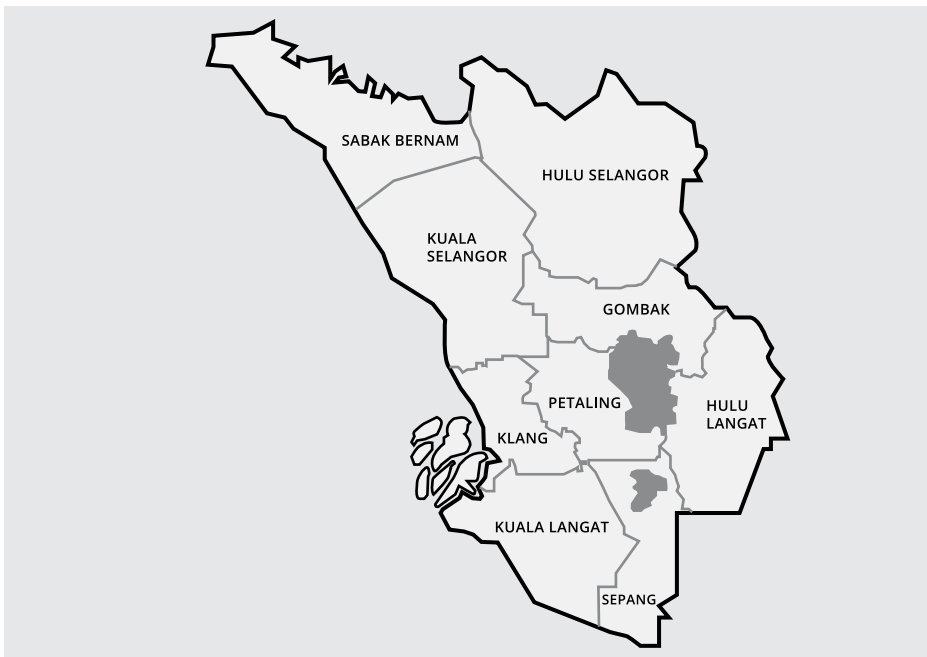 SABAK BERNAM
HULU SELANGOR
KUALA
SELANGOR
GOMBAK
PETALING
HULU
LANGAT
KLANG
KUALA LANGAT
SEPANG